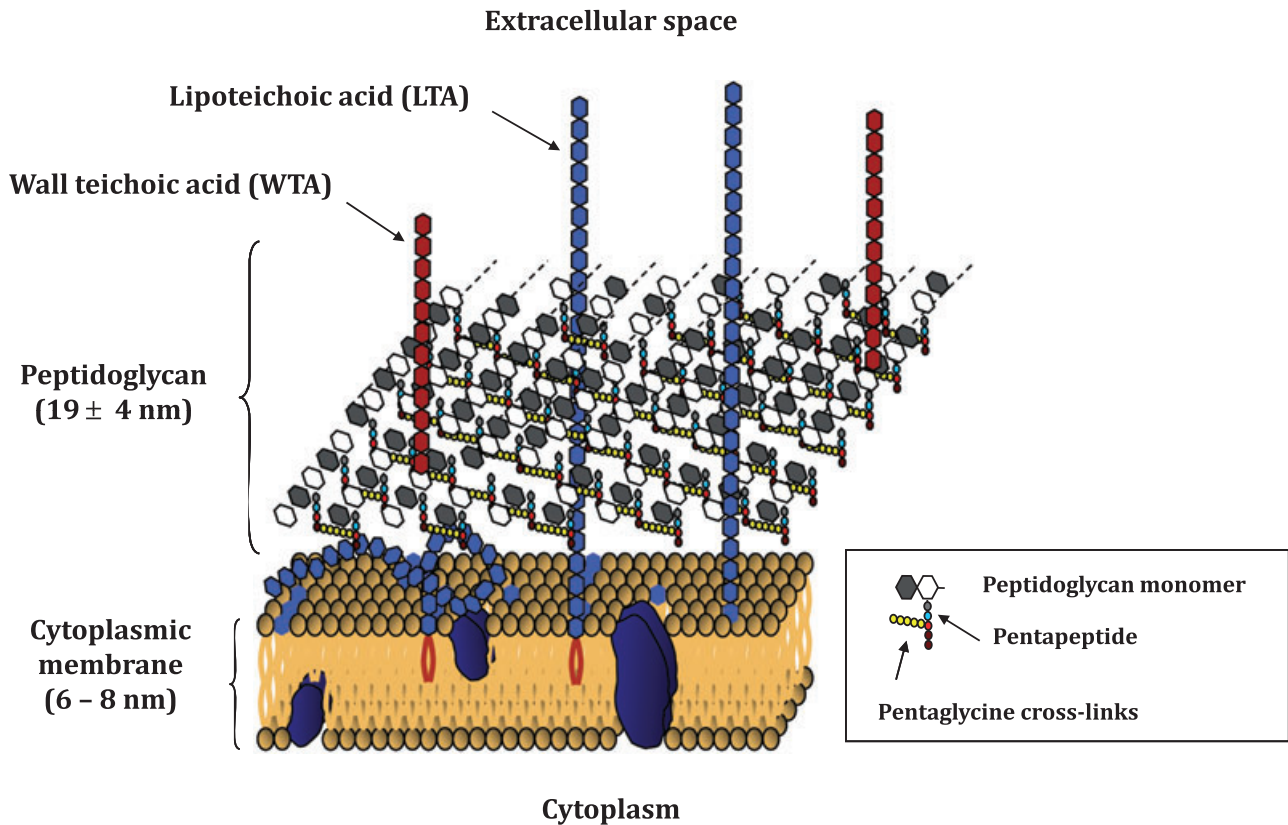 Extracellular space
Lipoteichoic acid (LTA)
Wall teichoic acid (WTA)
Peptidoglycan
(19 ± 4 nm)
Cytoplasmic
membrane
(6 – 8 nm)
Peptidoglycan monomer
Pentapeptide
Pentaglycine cross-links
Cytoplasm